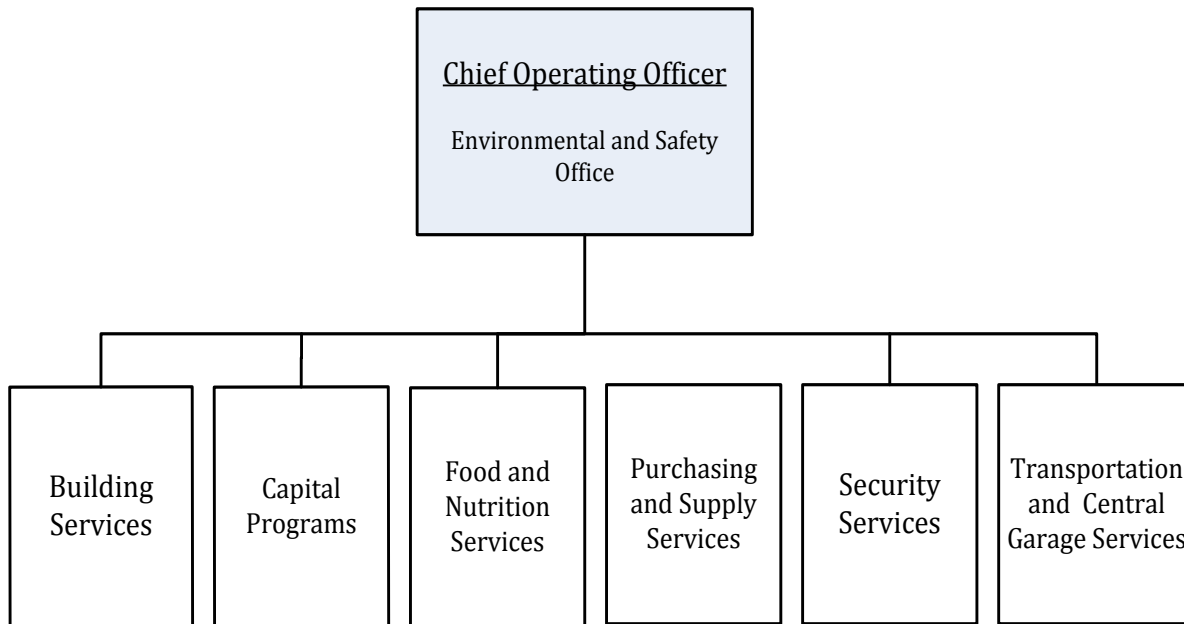 Chief Operating Officer
Environmental and Safety
Office
Building
Services
Capital
Programs
Food and
Nutrition
Services
Purchasing
and Supply
Services
Security
Services
Transportation
and Central
Garage Services